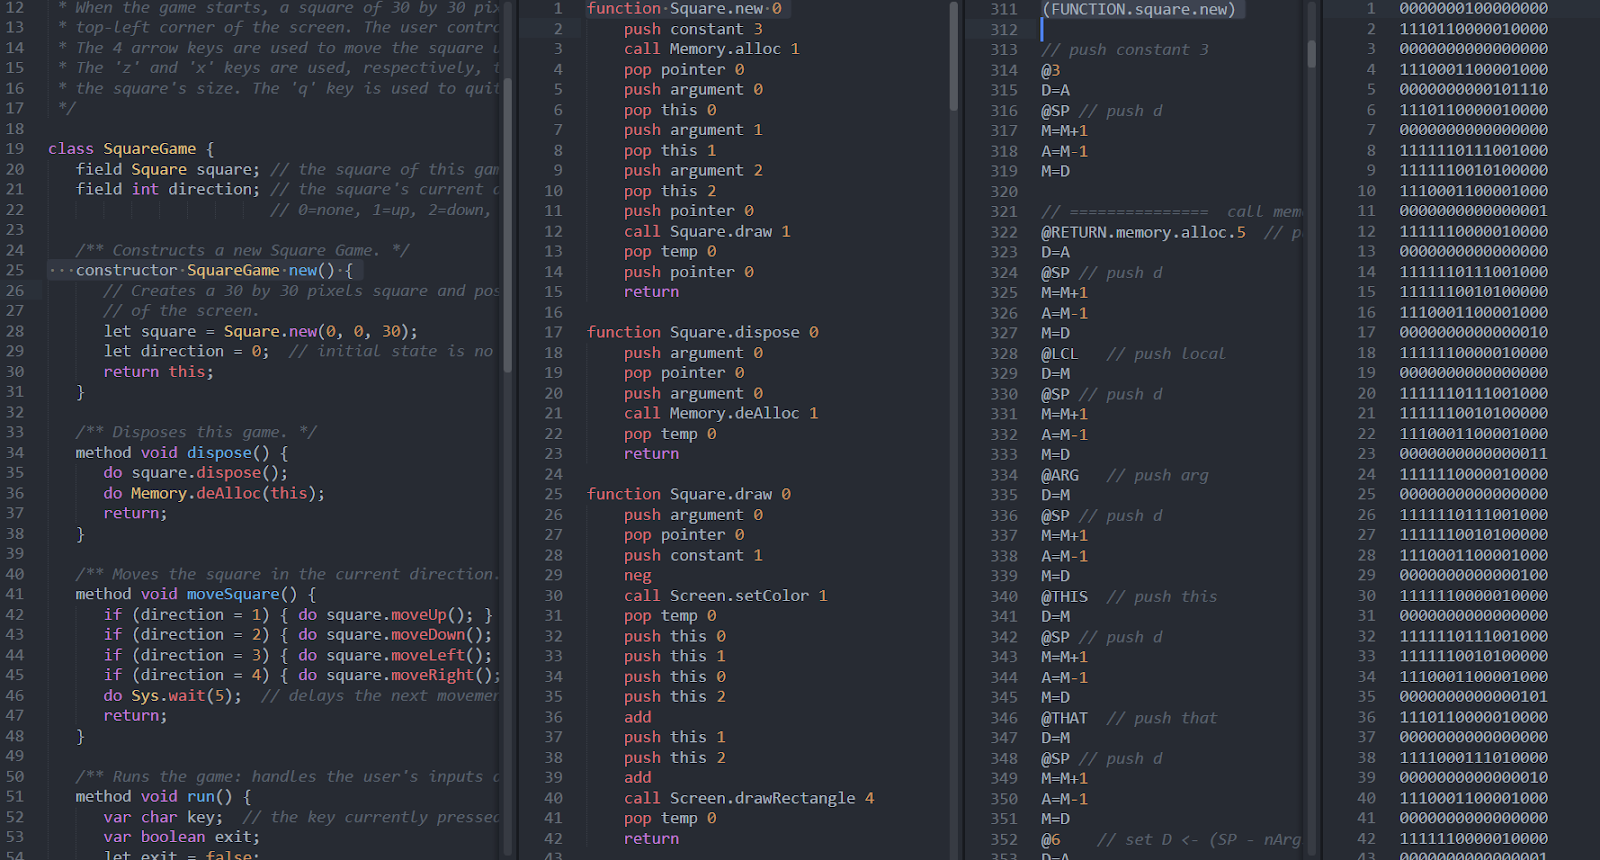 12 * When the game starts, a square of 30 by 30 pix
13 * top-left corner of the screen. The user contro
14 * The 4 arrow keys are used to move the square u
15 * The 'z' and 'x' keys are used, respectively, t
16 * the square's size. The 'q' key is used to quit
17 */
18
19 class SquareGame {
20 field Square square; // the square of this gam
21 field int direction; // the square's current d
22 // 0=none, 1=up, 2=down,
23
24 /** Constructs a new Square Game. */
25 ···constructor·SquareGame·new()·{
26 // Creates a 30 by 30 pixels square and pos
27 // of the screen.
28 let square = Square.new(0, 0, 30);
29 let direction = 0; // initial state is no
30 return this;
31 }
32
33 /** Disposes this game. */
34 method void dispose() {
35 do square.dispose();
36 do Memory.deAlloc(this);
37 return;
38 }
39
40 /** Moves the square in the current direction.
41 method void moveSquare() {
42 if (direction = 1) { do square.moveUp(); }
43 if (direction = 2) { do square.moveDown();
44 if (direction = 3) { do square.moveLeft();
45 if (direction = 4) { do square.moveRight();
46 do Sys.wait(5); // delays the next movemen
47 return;
48 }
49
50 /** Runs the game: handles the user's inputs a
51 method void run() {
52 var char key; // the key currently pressed
53 var boolean exit;
54 let exit = false;
1 function·Square.new·0
2 push constant 3
3 call Memory.alloc 1
4 pop pointer 0
5 push argument 0
6 pop this 0
7 push argument 1
8 pop this 1
9 push argument 2
10 pop this 2
11 push pointer 0
12 call Square.draw 1
13 pop temp 0
14 push pointer 0
15 return
16
17 function Square.dispose 0
18 push argument 0
19 pop pointer 0
20 push argument 0
21 call Memory.deAlloc 1
22 pop temp 0
23 return
24
25 function Square.draw 0
26 push argument 0
27 pop pointer 0
28 push constant 1
29 neg
30 call Screen.setColor 1
31 pop temp 0
32 push this 0
33 push this 1
34 push this 0
35 push this 2
36 add
37 push this 1
38 push this 2
39 add
40 call Screen.drawRectangle 4
41 pop temp 0
42 return
43
311 (FUNCTION.square.new)
312
313 // push constant 3
314 @3
315 D=A
316 @SP // push d
317 M=M+1
318 A=M-1
319 M=D
320
321 // =============== call mem
322 @RETURN.memory.alloc.5 // p
323 D=A
324 @SP // push d
325 M=M+1
326 A=M-1
327 M=D
328 @LCL // push local
329 D=M
330 @SP // push d
331 M=M+1
332 A=M-1
333 M=D
334 @ARG // push arg
335 D=M
336 @SP // push d
337 M=M+1
338 A=M-1
339 M=D
340 @THIS // push this
341 D=M
342 @SP // push d
343 M=M+1
344 A=M-1
345 M=D
346 @THAT // push that
347 D=M
348 @SP // push d
349 M=M+1
350 A=M-1
351 M=D
352 @6 // set D <- (SP - nArg
353 D=A
1 0000000100000000
2 1110110000010000
3 0000000000000000
4 1110001100001000
5 0000000000101110
6 1110110000010000
7 0000000000000000
8 1111110111001000
9 1111110010100000
10 1110001100001000
11 0000000000000001
12 1111110000010000
13 0000000000000000
14 1111110111001000
15 1111110010100000
16 1110001100001000
17 0000000000000010
18 1111110000010000
19 0000000000000000
20 1111110111001000
21 1111110010100000
22 1110001100001000
23 0000000000000011
24 1111110000010000
25 0000000000000000
26 1111110111001000
27 1111110010100000
28 1110001100001000
29 0000000000000100
30 1111110000010000
31 0000000000000000
32 1111110111001000
33 1111110010100000
34 1110001100001000
35 0000000000000101
36 1110110000010000
37 0000000000000000
38 1111000111010000
39 0000000000000010
40 1110001100001000
41 0000000000000000
42 1111110000010000
43 0000000000000001